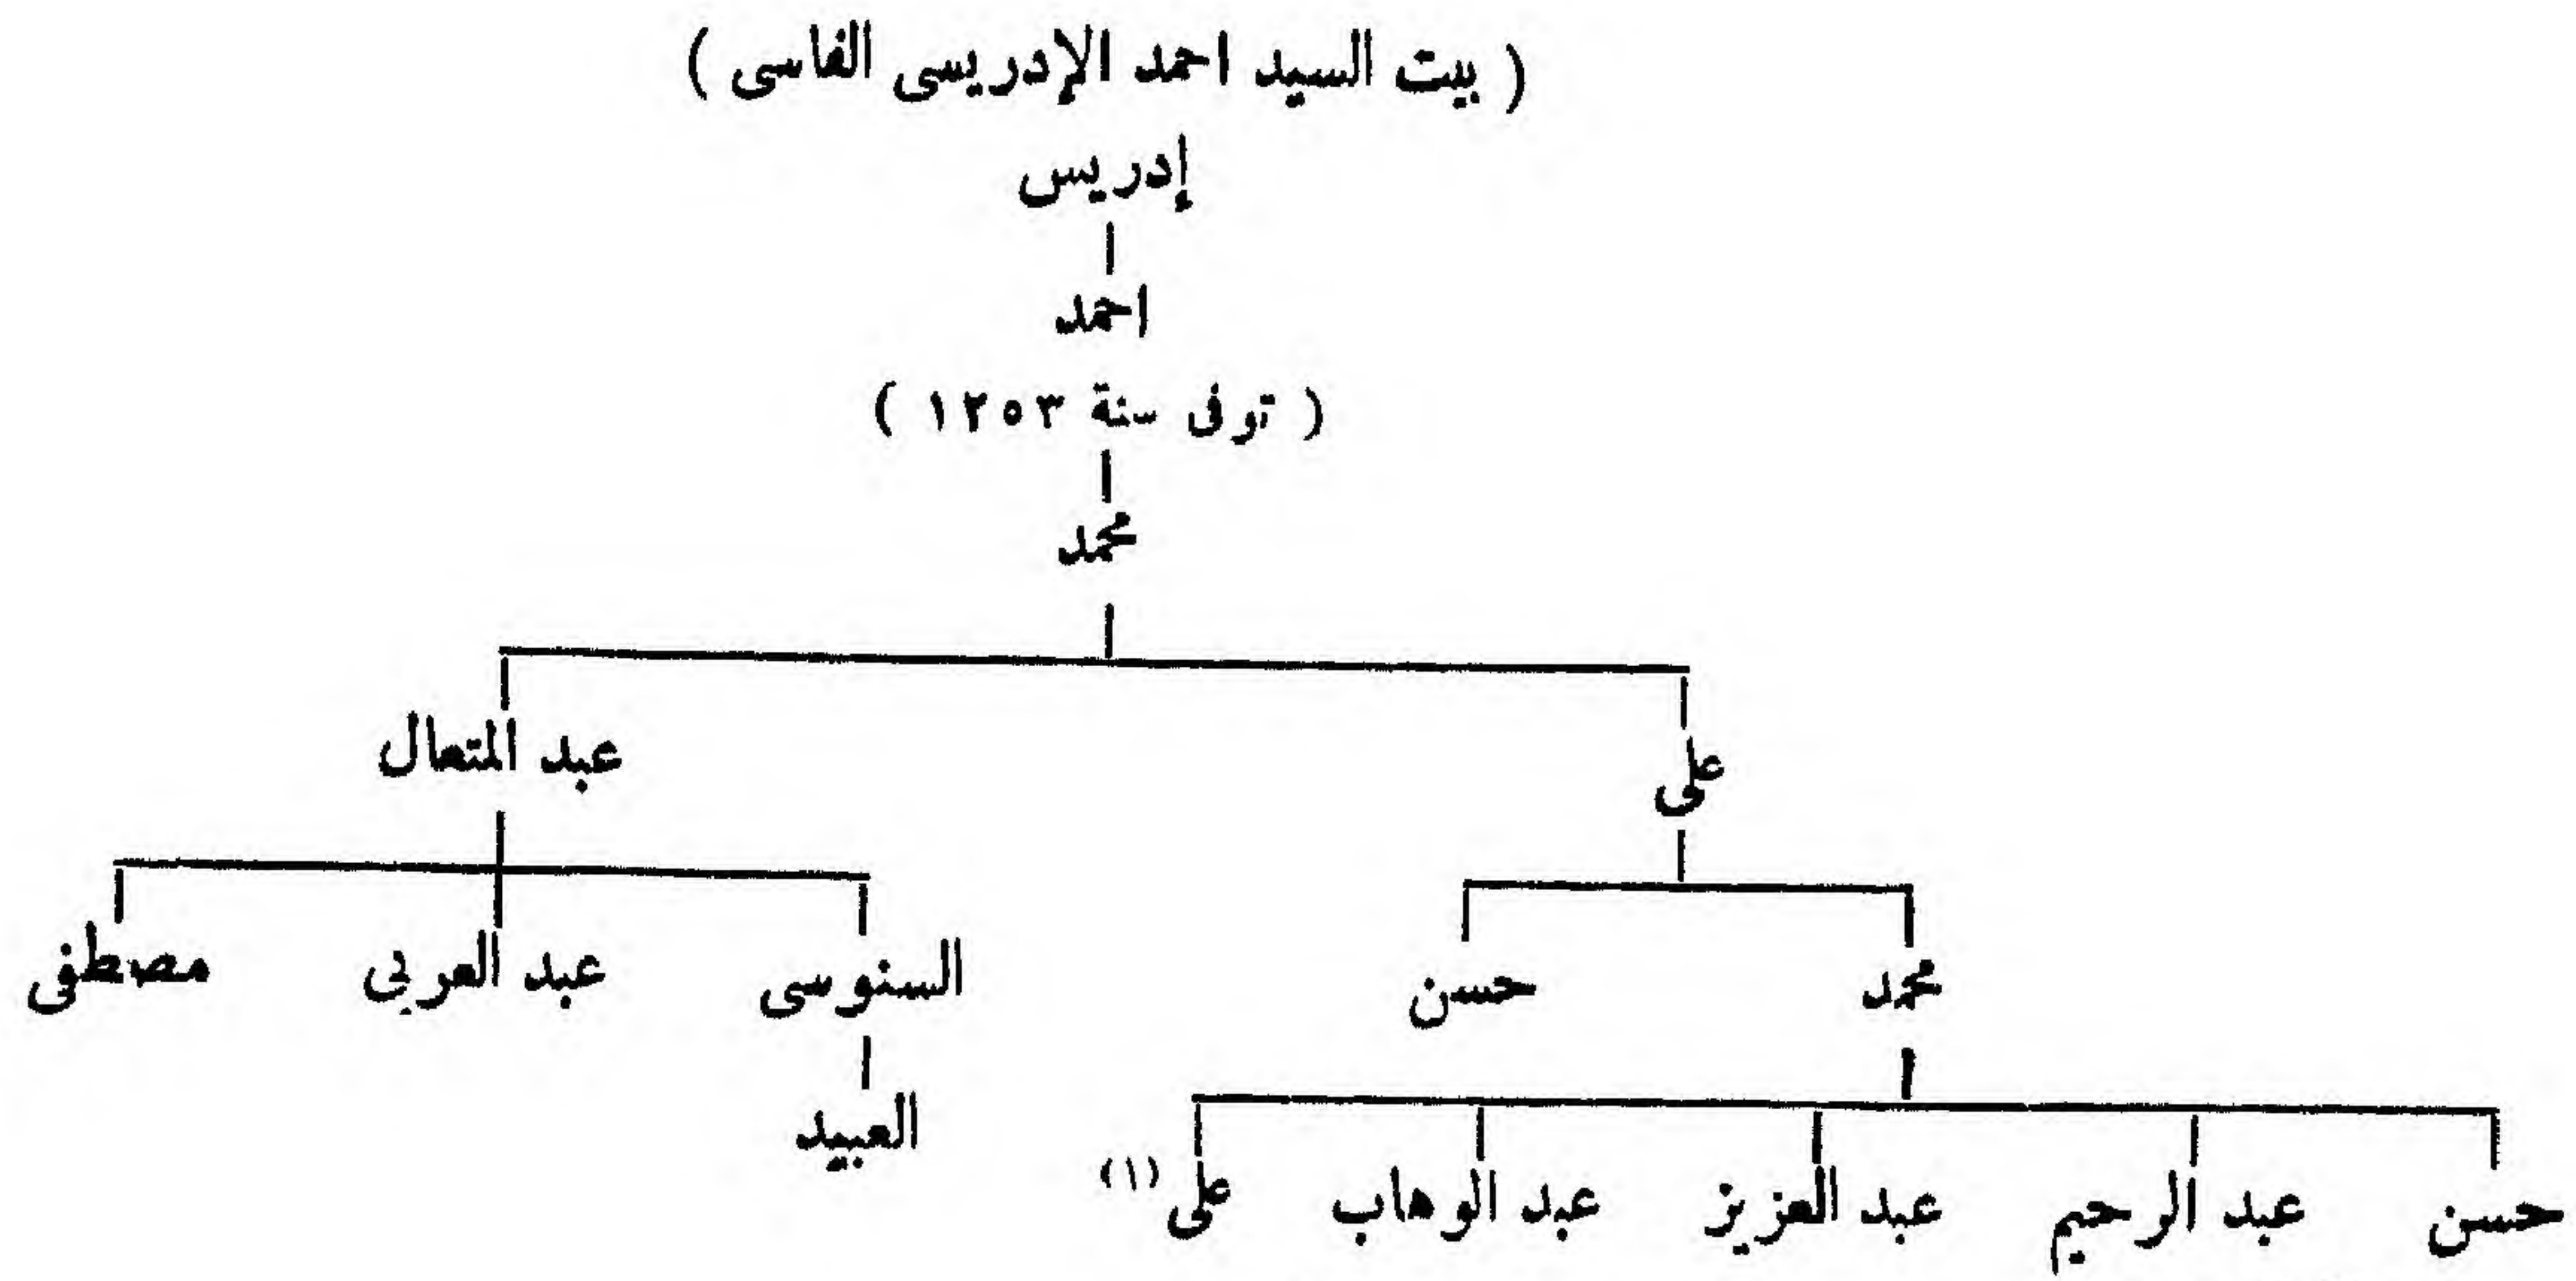 ( بيت السيد احمد الإدريسى الفاسى )
إدريس
احمد
( توفى سنة ١٢٥٣ )
محمد
على
عبد المتعال
محمد
حسن
السنوسى
عبد العربى
مصطفى
العبيد
حسن
عبد الرحيم
عبد العزيز
عبد الوهاب
على (١)